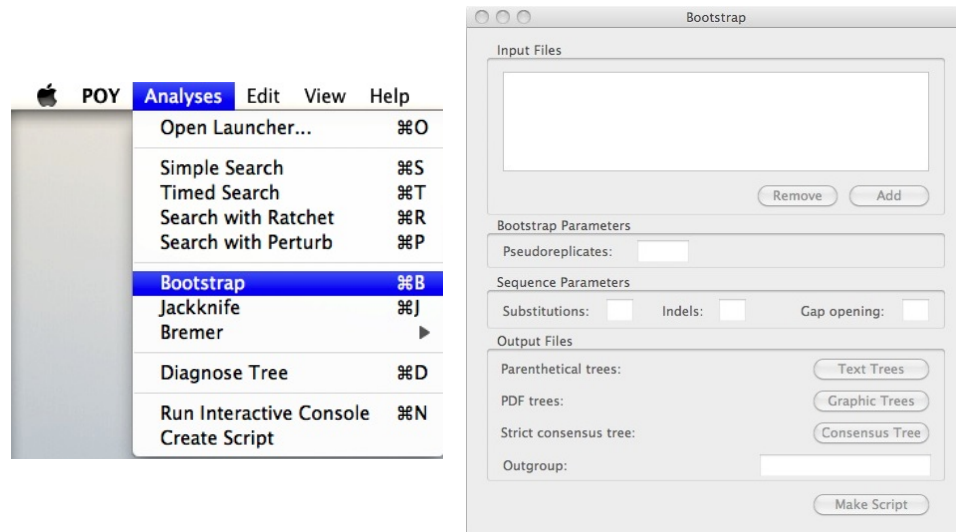 POY Analyses Edit View Help
Open Launcher... ⌘O
Simple Search ⌘S
Timed Search ⌘T
Search with Ratchet ⌘R
Search with Perturb ⌘P
Bootstrap ⌘B
Jackknife ⌘J
Bremer
Diagnose Tree ⌘D
Run Interactive Console ⌘N
Create Script
Bootstrap
Input Files
Remove Add
Bootstrap Parameters
Pseudoreplicates:
Sequence Parameters
Substitutions: Indels: Gap opening:
Output Files
Parenthetical trees: Text Trees
PDF trees: Graphic Trees
Strict consensus tree: Consensus Tree
Outgroup:
Make Script